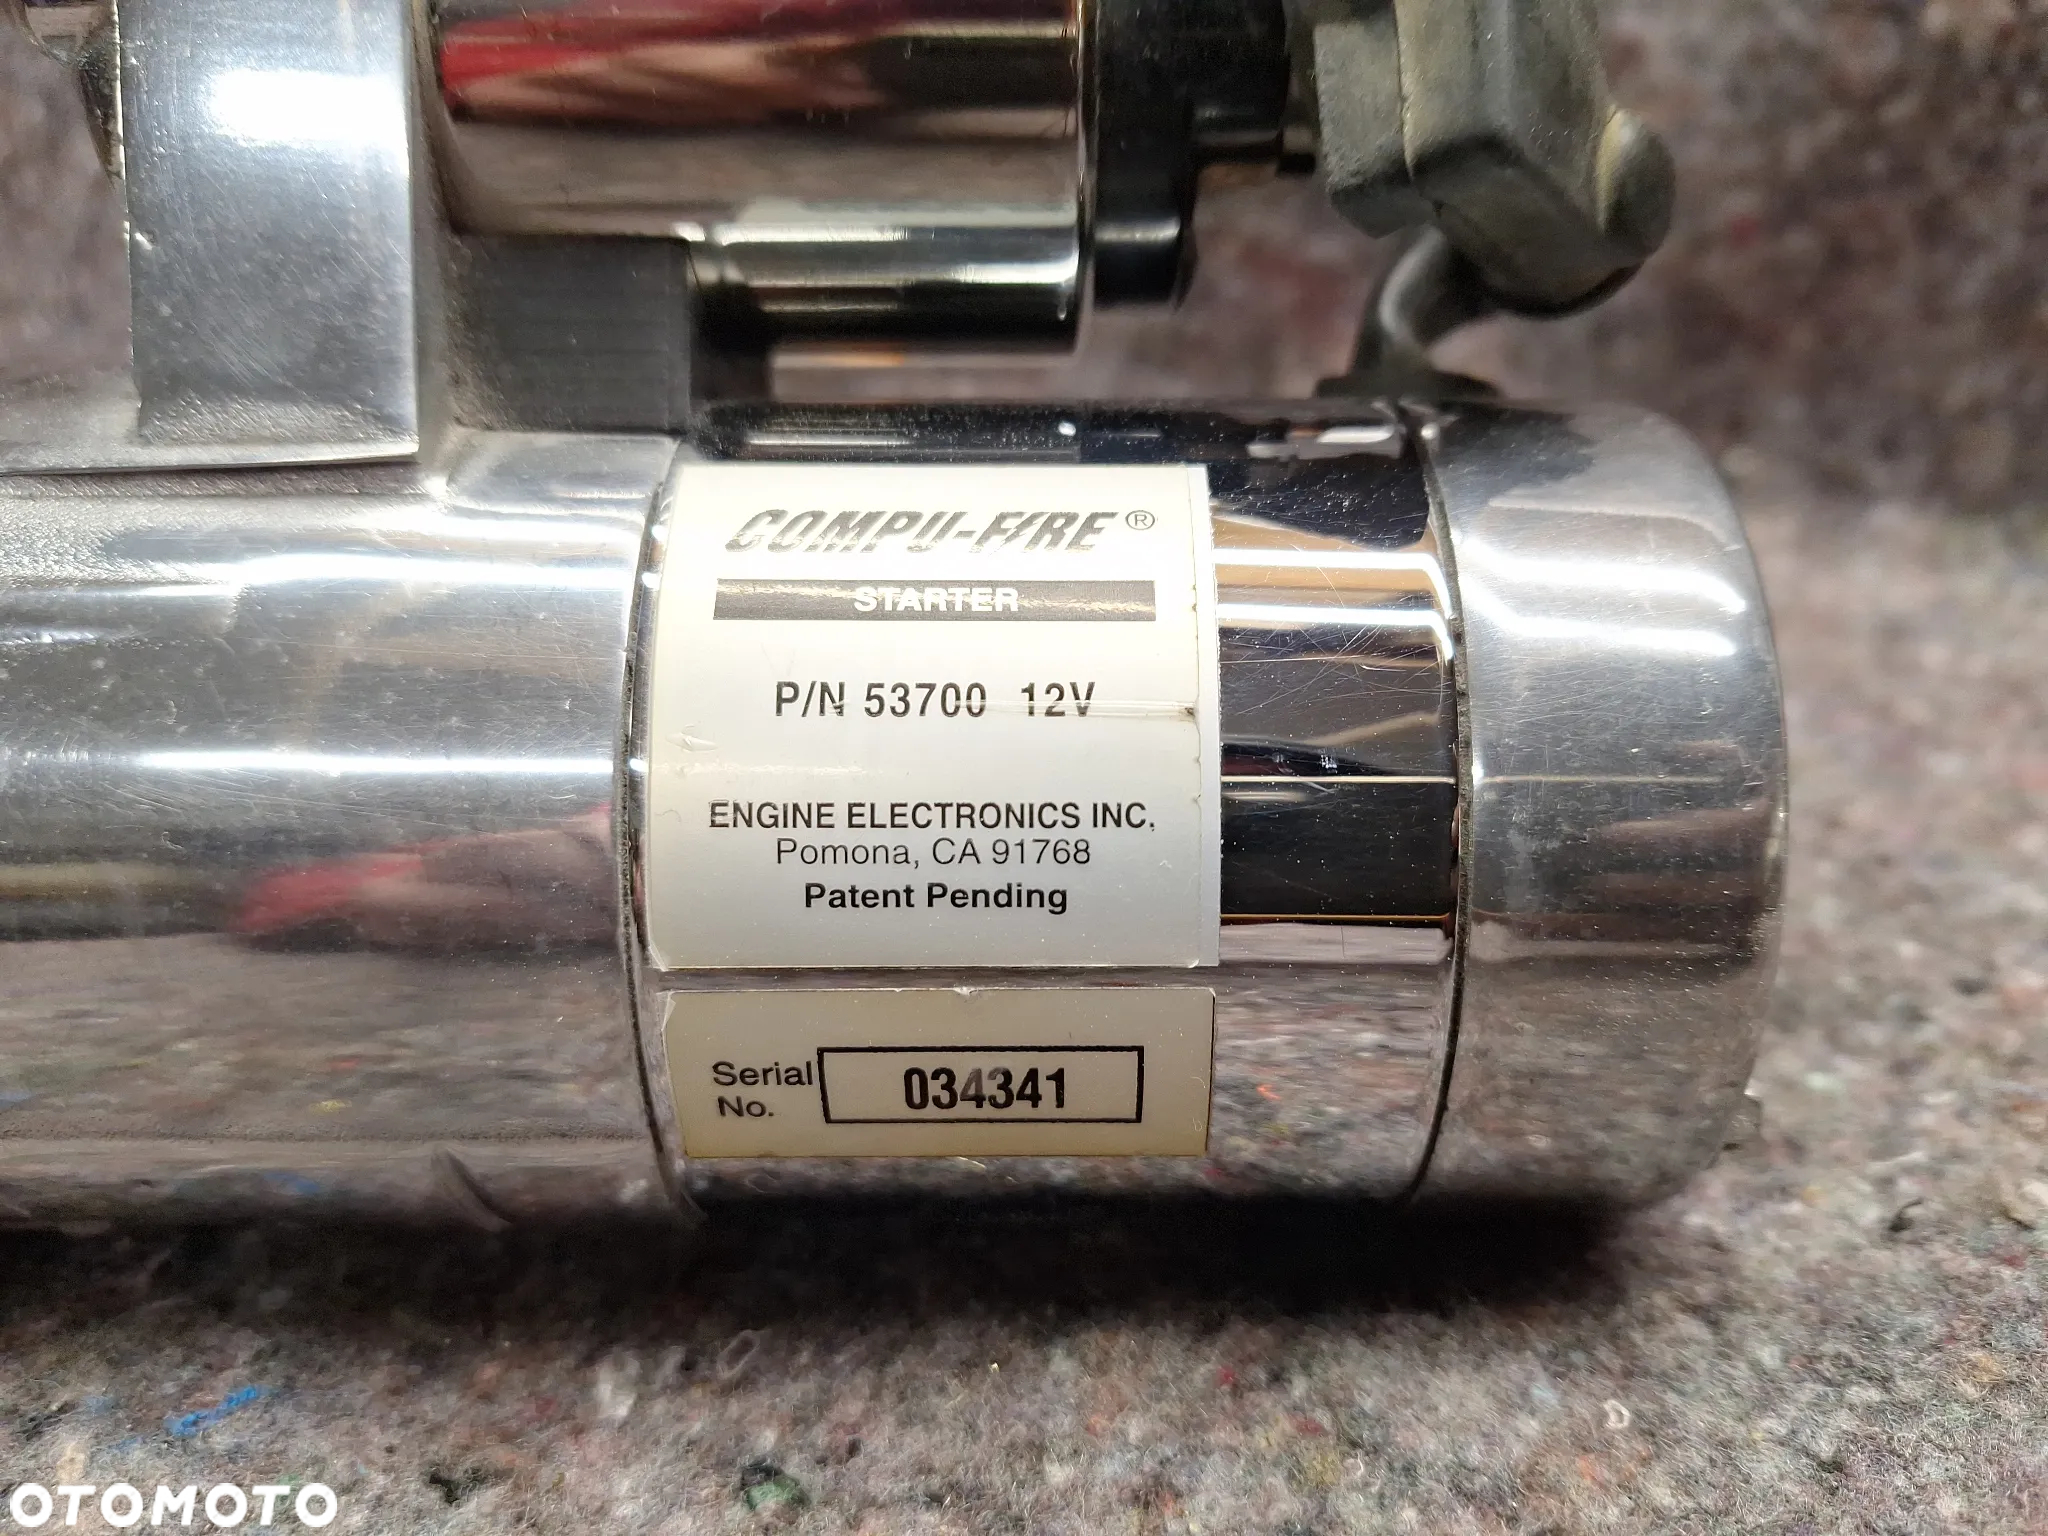 COMPU-FIRE®
STARTER
P/N 53700 12V
ENGINE ELECTRONICS INC.
Pomona, CA 91768
Patent Pending
Serial No. 034341
OTOMOTO